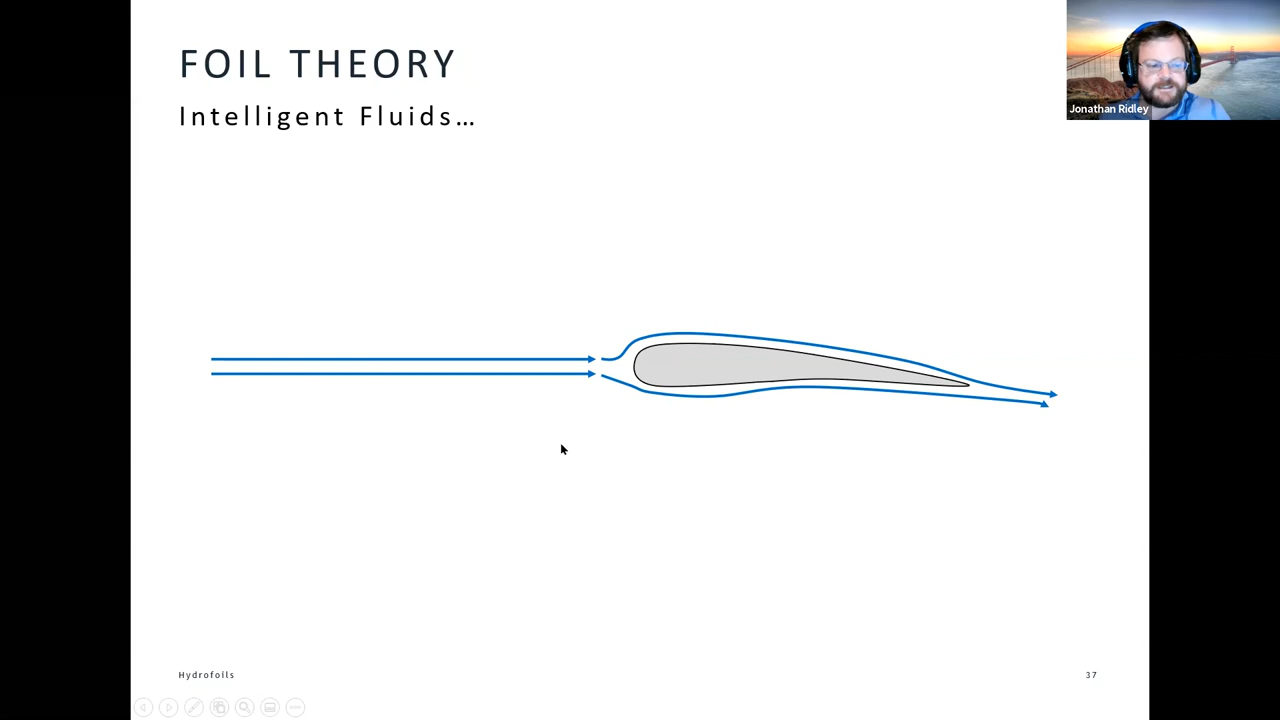 FOIL THEORY
Intelligent Fluids…
Jonathan Ridley
Hydrofoils
37